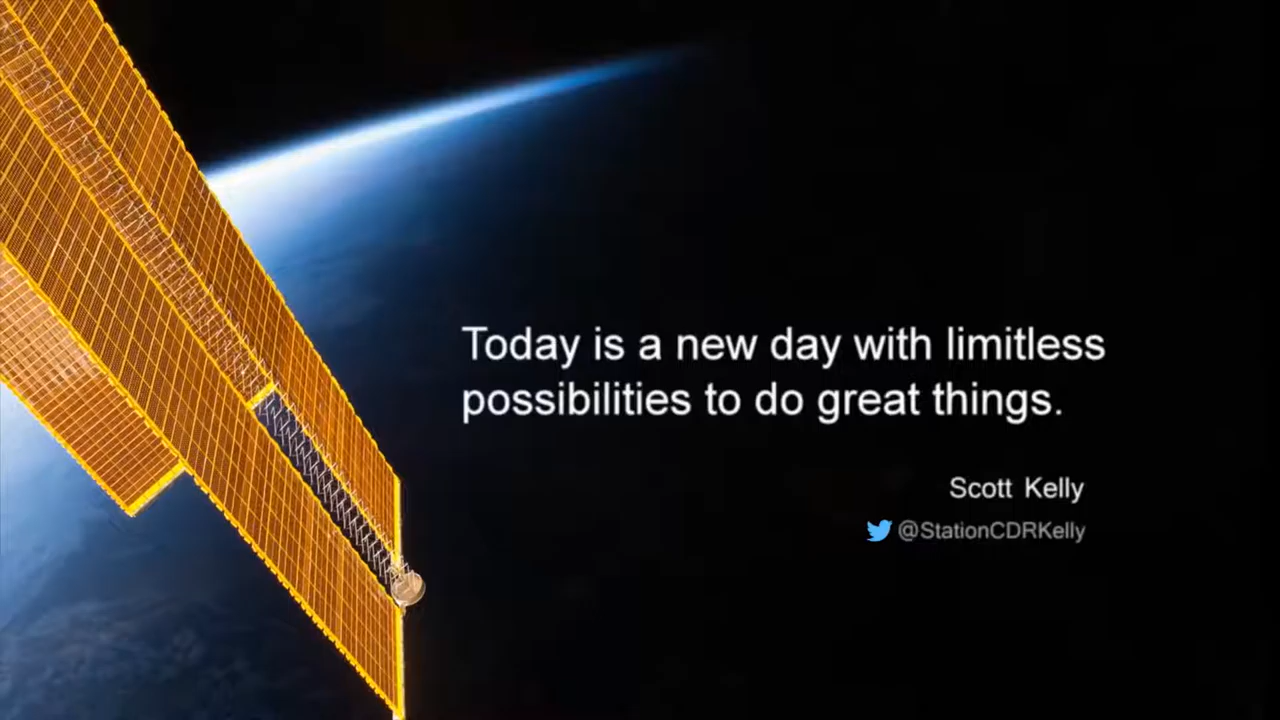 Today is a new day with limitless
possibilities to do great things.
Scott Kelly
@StationCDRKelly